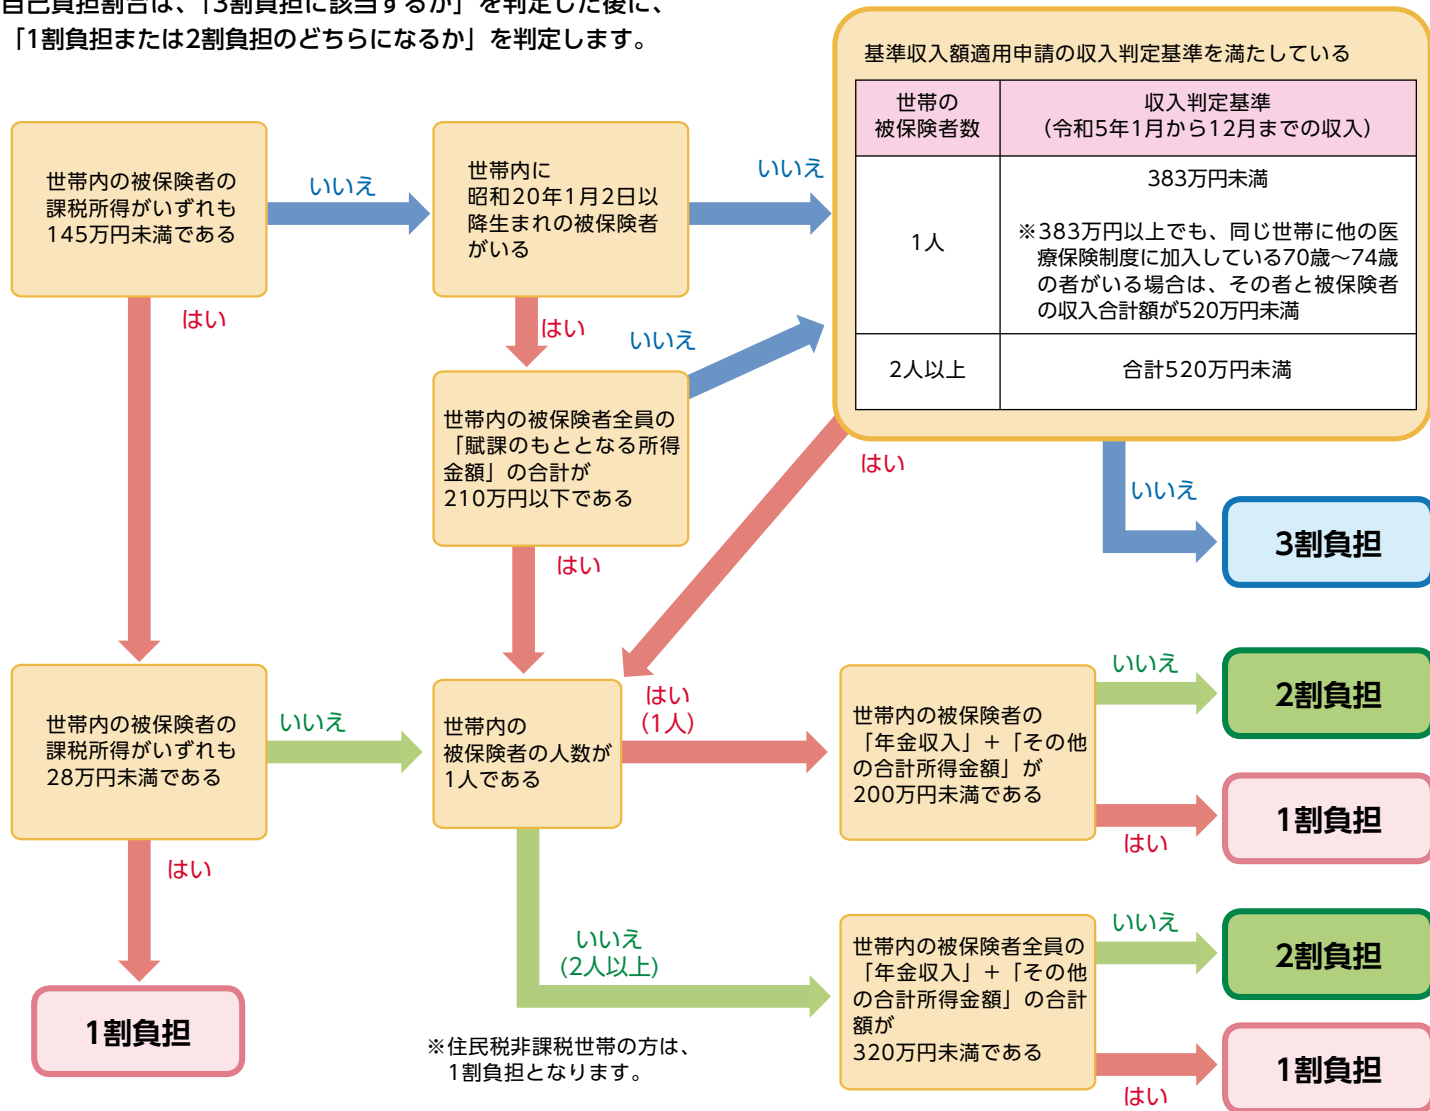 自己負担割合は、「3割負担に該当するか」を判定した後に、
「1割負担または2割負担のどちらになるか」を判定します。
基準収入額適用申請の収入判定基準を満たしている
世帯の
被保険者数
収入判定基準
（令和5年1月から12月までの収入）
1人
383万円未満
※383万円以上でも、同じ世帯に他の医
療保険制度に加入している70歳～74歳
の者がいる場合は、その者と被保険者
の収入合計額が520万円未満
2人以上
合計520万円未満
世帯内の被保険者の
課税所得がいずれも
145万円未満である
いいえ
はい
世帯内に
昭和20年1月2日以
降生まれの被保険者
がいる
いいえ
はい
世帯内の被保険者全員の
「賦課のもととなる所得
金額」の合計が
210万円以下である
いいえ
はい
はい
いいえ
3割負担
世帯内の被保険者の
課税所得がいずれも
28万円未満である
いいえ
はい
1割負担
世帯内の
被保険者の人数が
1人である
はい
(1人)
いいえ
(2人以上)
世帯内の被保険者の
「年金収入」＋「その他
の合計所得金額」が
200万円未満である
いいえ
2割負担
はい
1割負担
世帯内の被保険者全員の
「年金収入」＋「その他
の合計所得金額」の合計
額が
320万円未満である
いいえ
2割負担
はい
1割負担
※住民税非課税世帯の方は、
1割負担となります。